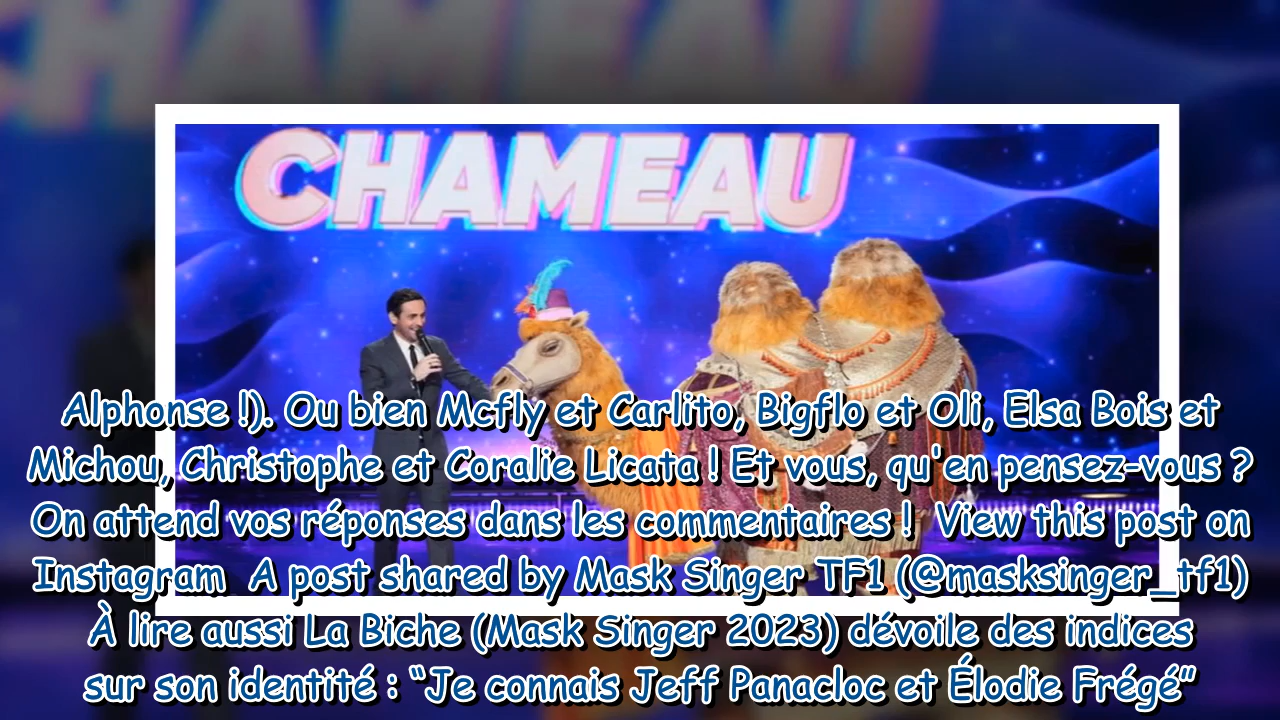 CHAMEAU
Alphonse !). Ou bien Mcfly et Carlito, Bigflo et Oli, Elsa Bois et
Michou, Christophe et Coralie Licata ! Et vous, qu'en pensez-vous ?
On attend vos réponses dans les commentaires !  View this post on
Instagram  A post shared by Mask Singer TF1 (@masksinger_tf1)
À lire aussi La Biche (Mask Singer 2023) dévoile des indices
sur son identité : “Je connais Jeff Panacloc et Élodie Frégé”